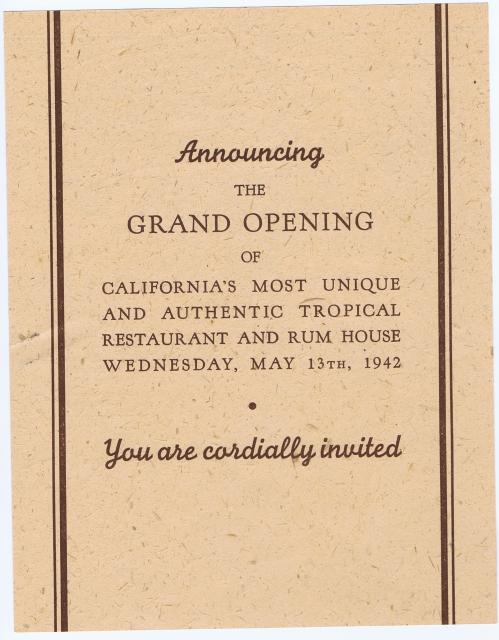 Announcing
THE
GRAND OPENING
OF
CALIFORNIA'S MOST UNIQUE
AND AUTHENTIC TROPICAL
RESTAURANT AND RUM HOUSE
WEDNESDAY, MAY 13TH, 1942
•
You are cordially invited